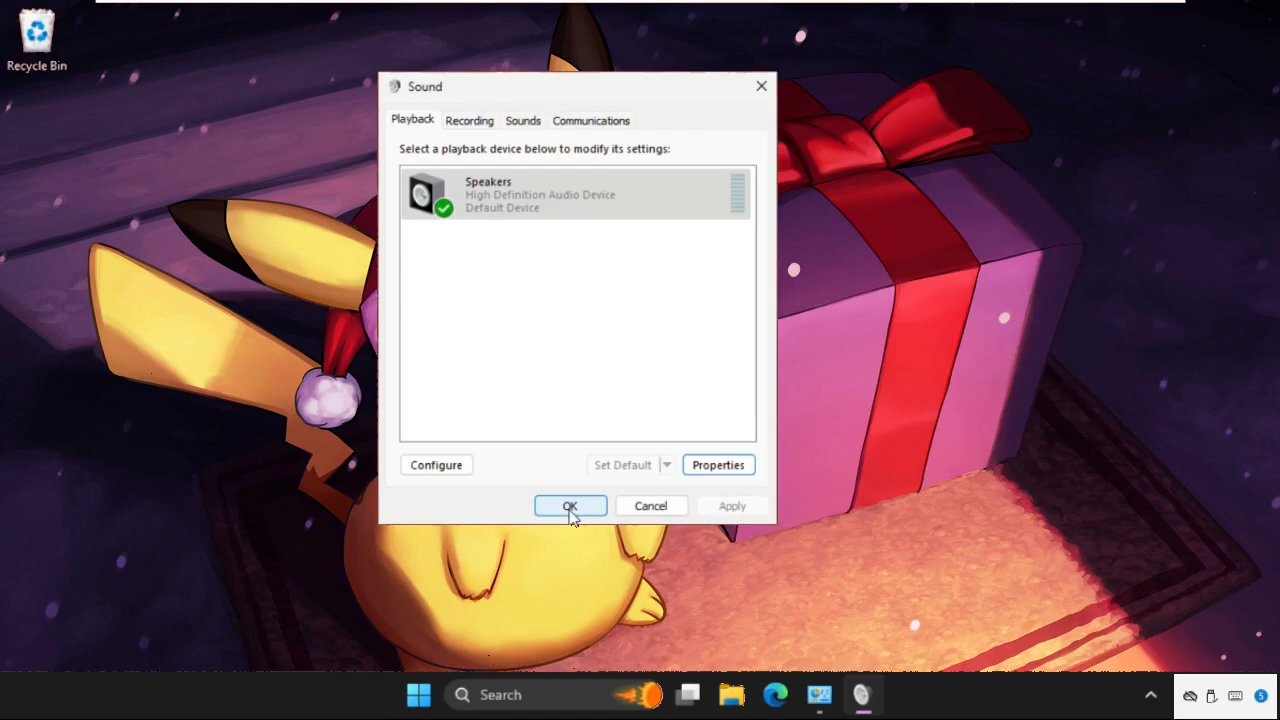 Recycle Bin
Sound
Playback
Recording
Sounds
Communications
Select a playback device below to modify its settings:
Speakers
High Definition Audio Device
Default Device
Configure
Set Default
Properties
OK
Cancel
Apply
Search
5